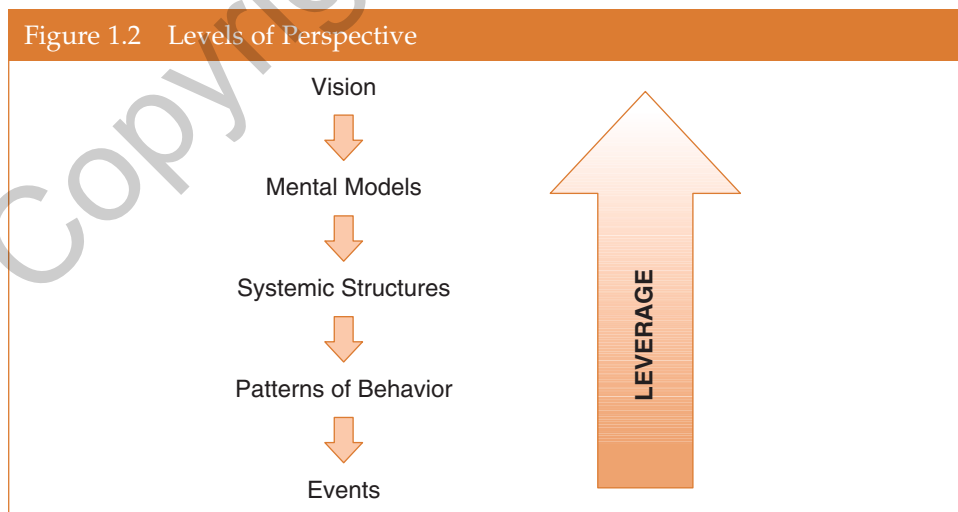 Figure 1.2 Levels of Perspective
Vision
Mental Models
Systemic Structures
Patterns of Behavior
Events
LEVERAGE